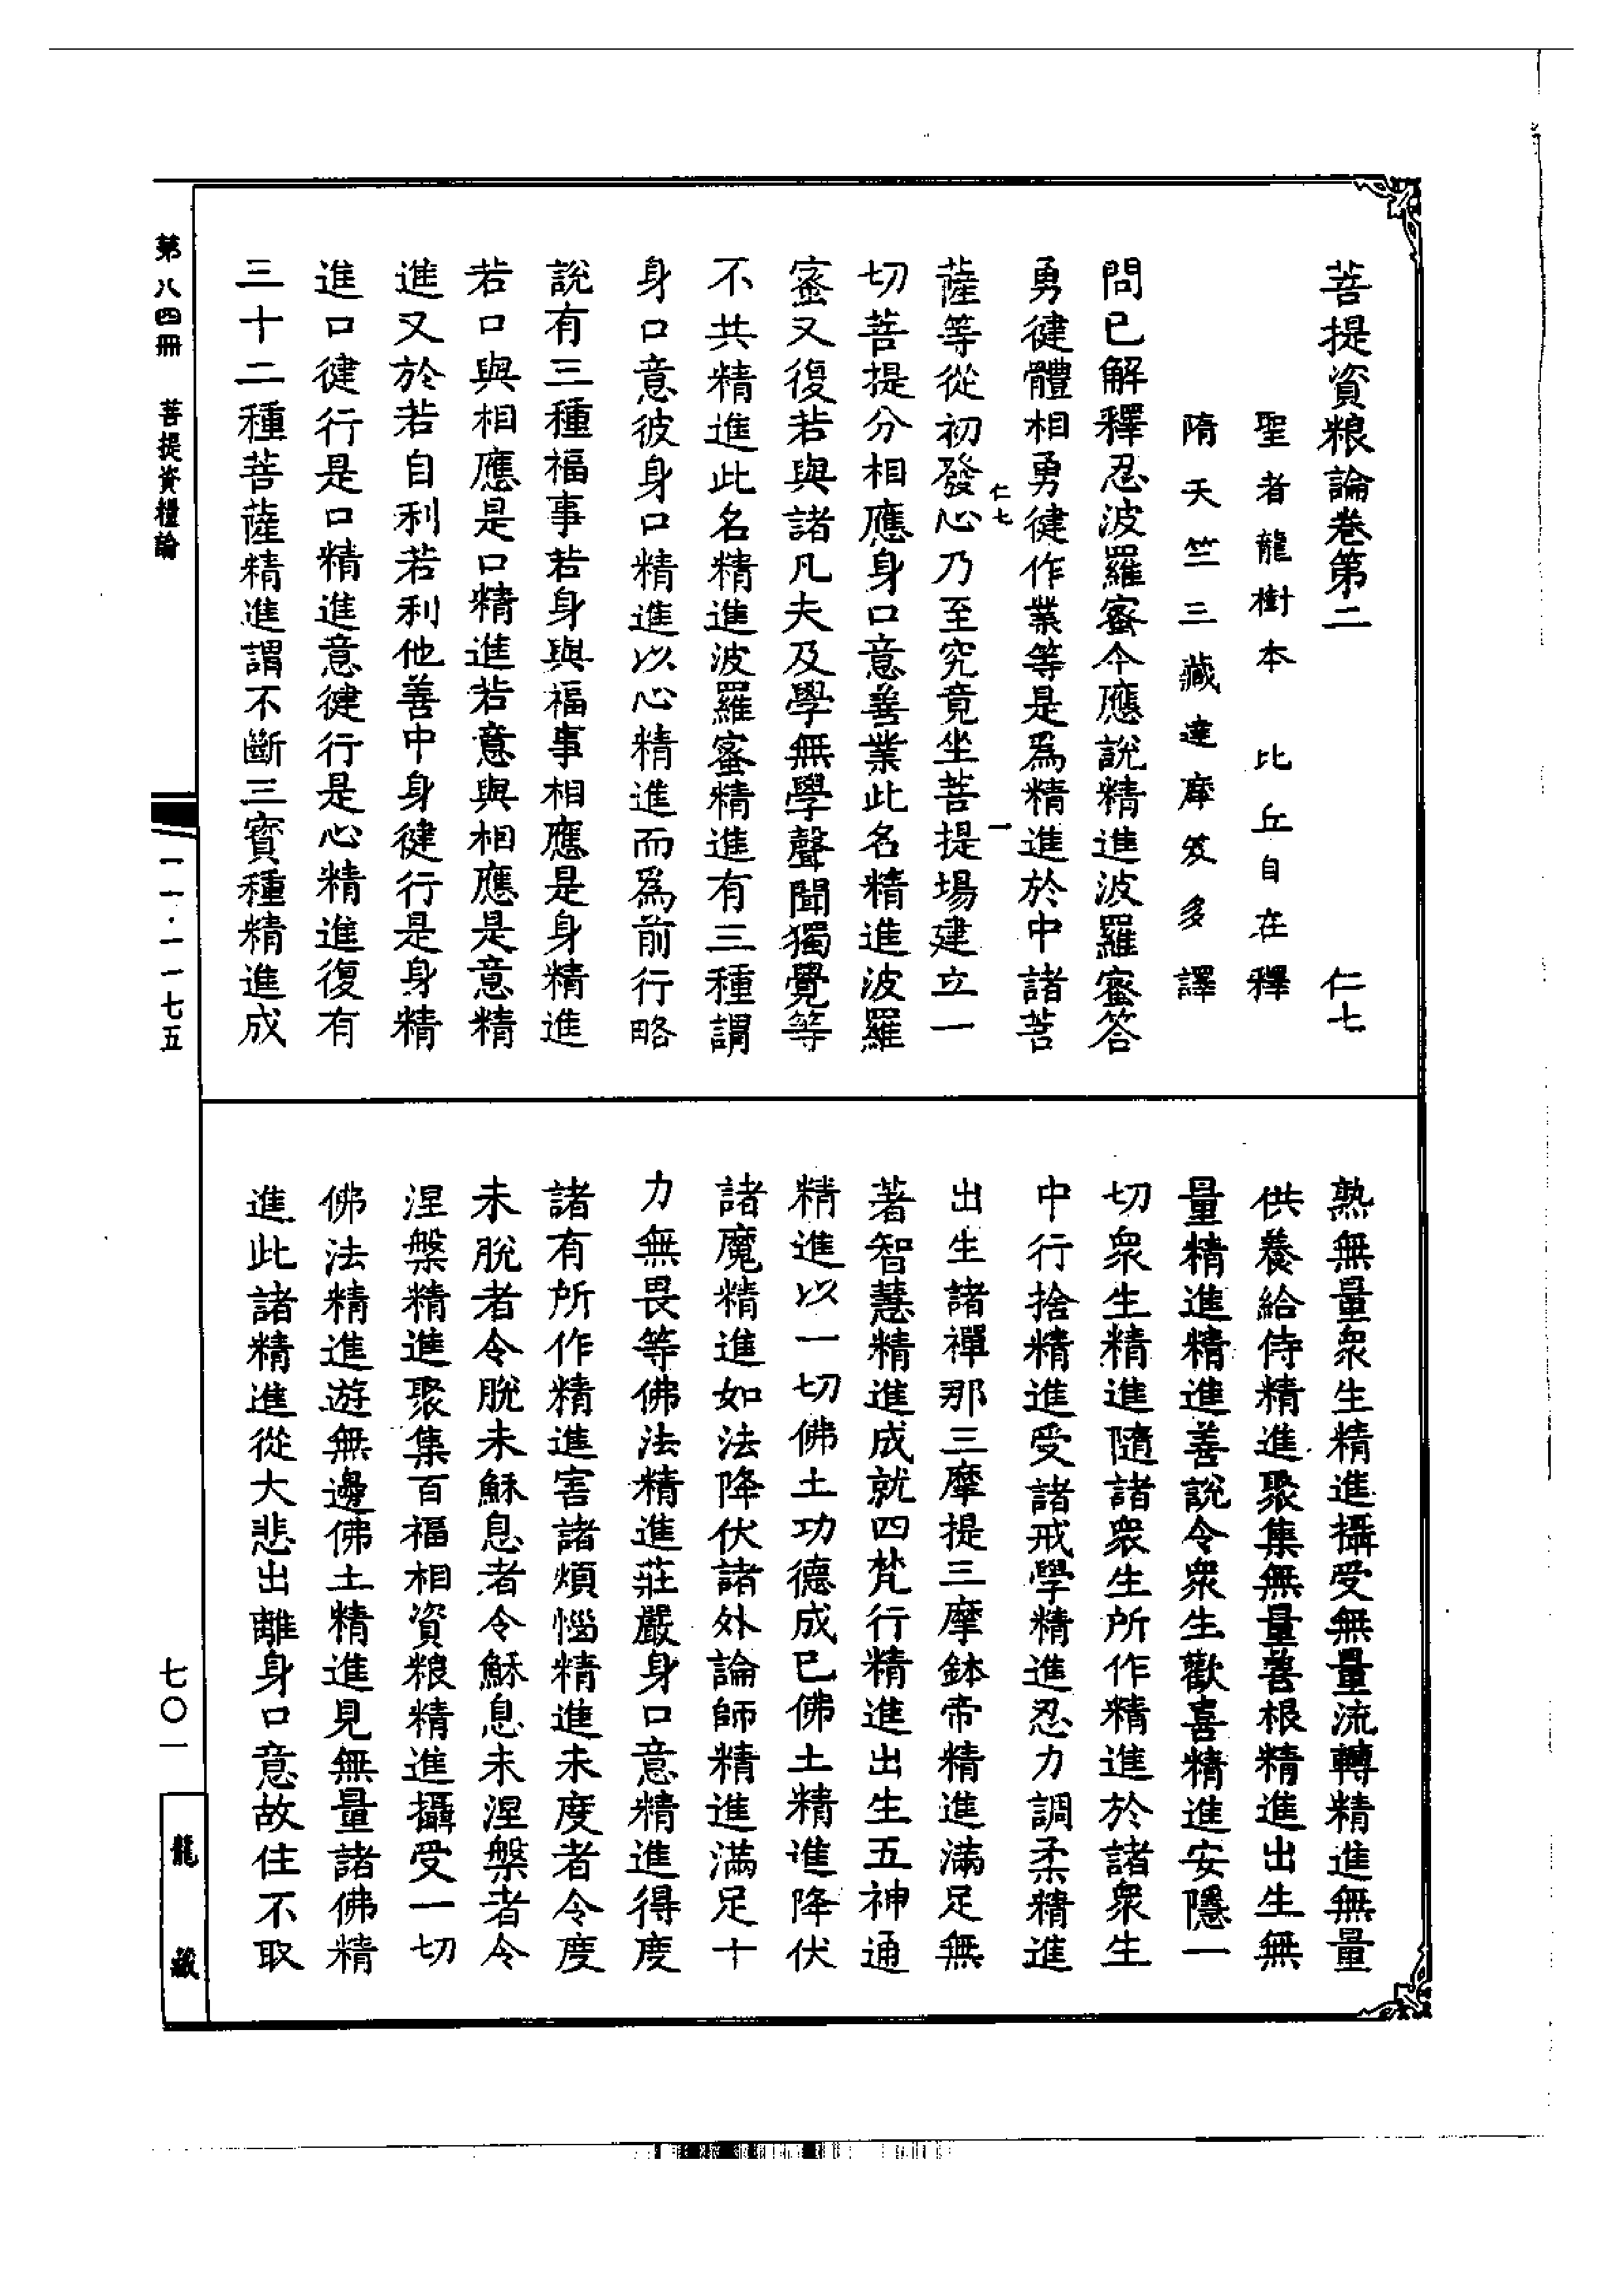 菩提資粮論卷第二　仁七
聖者龍樹本　比丘自在釋
隋天竺三藏達摩笈多譯
問已解釋忍波羅蜜今應說精進波羅蜜答
勇健體相勇健作業等是為精進於中諸菩
薩等從初發心乃至究竟坐菩提場建立一
切菩提分相應身口意善業此名精進波羅
蜜又復若與諸凡夫及學無學聲聞獨覺等
不共精進此名精進波羅蜜精進有三種謂
身口意彼身口精進以心精進而為前行略
說有三種福事若身與福事相應是身精進
若口與相應是口精進若意與相應是意精
進又於若自利若利他善中身健行是身精
進口健行是口精進意健行是心精進復有
三十二種菩薩精進謂不斷三寳種精進成
熟無量衆生精進攝受無量流轉精進無量
供養給侍精進聚集無量善根精進出生無
量精進精進善說令衆生歡喜精進安隱一
切衆生精進隨諸衆生所作精進於諸衆生
中行捨精進受諸戒學精進忍力調柔精進
出生諸禪那三摩提三摩鉢帝精進滿足無
著智慧精進成就四梵行精進出生五神通
精進以一切佛土功德成已佛土精進降伏
諸魔精進如法降伏諸外論師精進滿足十
力無畏等佛法精進莊嚴身口意精進得度
諸有所作精進害諸煩惱精進未度者令度
未脫者令脫未穌息者令穌息未涅槃者令
涅槃精進聚集百福相資粮精進攝受一切
佛法精進遊無邊佛土精進見無量諸佛精
進此諸精進從大悲出離身口意故住不取
仁七
一
第八四冊　菩提資糧論
一一·一一七五
七〇一
龍藏